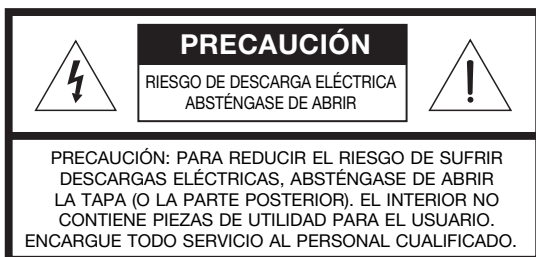 PRECAUCIÓN
RIESGO DE DESCARGA ELÉCTRICA
ABSTÉNGASE DE ABRIR
PRECAUCIÓN: PARA REDUCIR EL RIESGO DE SUFRIR
DESCARGAS ELÉCTRICAS, ABSTÉNGASE DE ABRIR
LA TAPA (O LA PARTE POSTERIOR). EL INTERIOR NO
CONTIENE PIEZAS DE UTILIDAD PARA EL USUARIO.
ENCARGUE TODO SERVICIO AL PERSONAL CUALIFICADO.